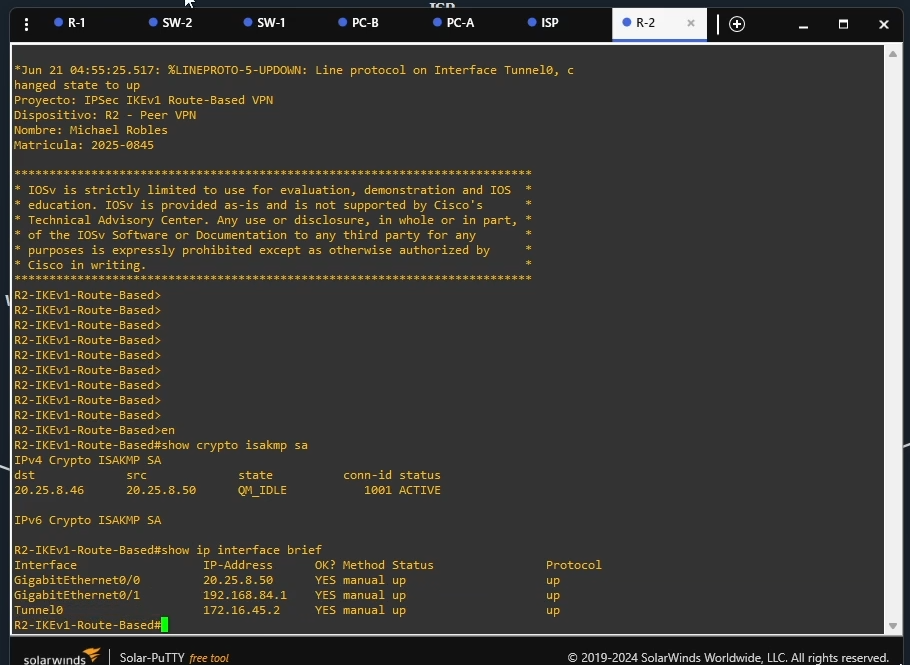 ISP
R-1 SW-2 SW-1 PC-B PC-A ISP R-2
*Jun 21 04:55:25.517: %LINEPROTO-5-UPDOWN: Line protocol on Interface Tunnel0, c
hanged state to up
Proyecto: IPSec IKEv1 Route-Based VPN
Dispositivo: R2 - Peer VPN
Nombre: Michael Robles
Matricula: 2025-0845
**************************************************************************
* IOSv is strictly limited to use for evaluation, demonstration and IOS  *
* education. IOSv is provided as-is and is not supported by Cisco's      *
* Technical Advisory Center. Any use or disclosure, in whole or in part, *
* of the IOSv Software or Documentation to any third party for any       *
* purposes is expressly prohibited except as otherwise authorized by     *
* Cisco in writing.                                                      *
**************************************************************************
R2-IKEv1-Route-Based>
R2-IKEv1-Route-Based>
R2-IKEv1-Route-Based>
R2-IKEv1-Route-Based>
R2-IKEv1-Route-Based>
R2-IKEv1-Route-Based>
R2-IKEv1-Route-Based>
R2-IKEv1-Route-Based>
R2-IKEv1-Route-Based>
R2-IKEv1-Route-Based>en
R2-IKEv1-Route-Based#show crypto isakmp sa
IPv4 Crypto ISAKMP SA
dst             src             state          conn-id status
20.25.8.46      20.25.8.50      QM_IDLE           1001 ACTIVE
IPv6 Crypto ISAKMP SA
R2-IKEv1-Route-Based#show ip interface brief
Interface                  IP-Address      OK? Method Status                Protocol
GigabitEthernet0/0         20.25.8.50      YES manual up                    up
GigabitEthernet0/1         192.168.84.1    YES manual up                    up
Tunnel0                    172.16.45.2     YES manual up                    up
R2-IKEv1-Route-Based#
solarwinds Solar-PuTTY free tool © 2019-2024 SolarWinds Worldwide, LLC. All rights reserved.